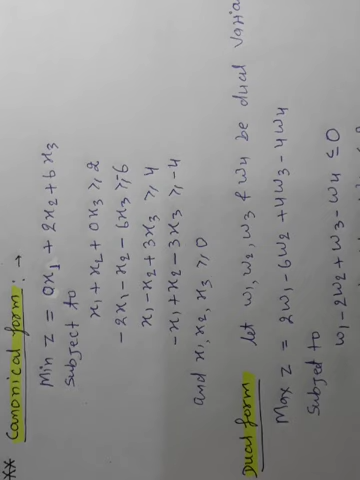 ** Canonical form : →
Min Z = 0x1 + 2x2 + 6x3
Subject to
x1 + x2 + 0x3 ≥ 2
-2x1 - x2 - 6x3 ≥ -6
x1 - x2 + 3x3 ≥ 4
-x1 + x2 - 3x3 ≥ -4
and x1, x2, x3 ≥ 0
Dual form let w1, w2, w3 & w4 be dual
Max Z = 2w1 - 6w2 + 4w3 - 4w4
Subject to
w1 - 2w2 + w3 - w4 ≤ 0